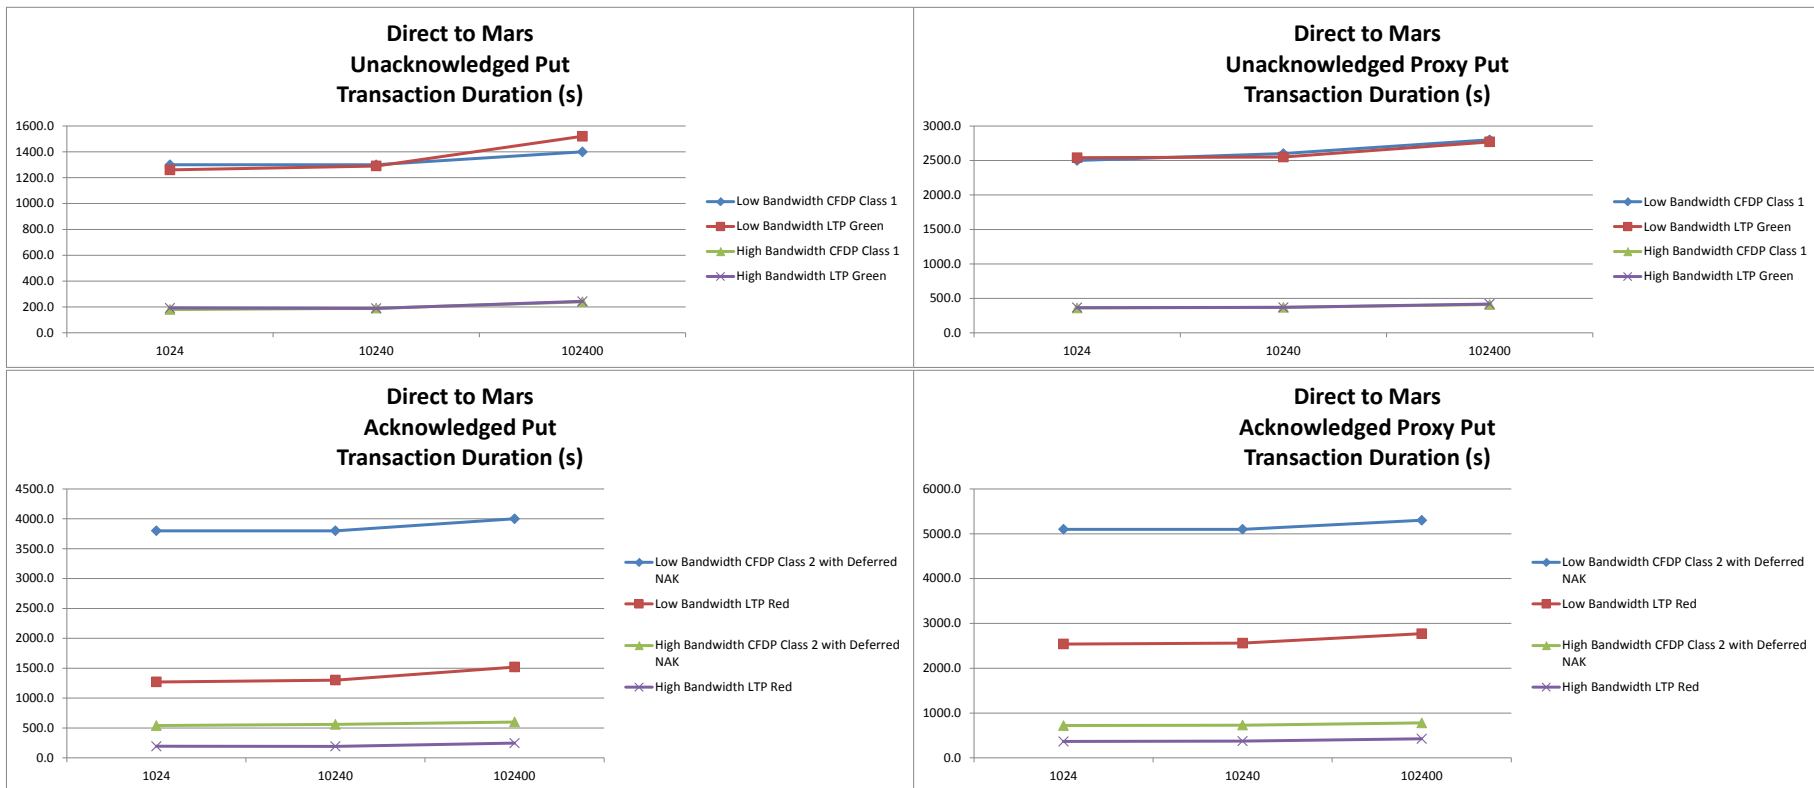 Direct to Mars
Unacknowledged Put
Transaction Duration (s)
1600.0
1400.0
1200.0
1000.0
800.0
600.0
400.0
200.0
0.0
1024
10240
102400
Low Bandwidth CFDP Class 1
Low Bandwidth LTP Green
High Bandwidth CFDP Class 1
High Bandwidth LTP Green
Direct to Mars
Unacknowledged Proxy Put
Transaction Duration (s)
3000.0
2500.0
2000.0
1500.0
1000.0
500.0
0.0
1024
10240
102400
Low Bandwidth CFDP Class 1
Low Bandwidth LTP Green
High Bandwidth CFDP Class 1
High Bandwidth LTP Green
Direct to Mars
Acknowledged Put
Transaction Duration (s)
4500.0
4000.0
3500.0
3000.0
2500.0
2000.0
1500.0
1000.0
500.0
0.0
1024
10240
102400
Low Bandwidth CFDP Class 2 with Deferred
NAK
Low Bandwidth LTP Red
High Bandwidth CFDP Class 2 with Deferred
NAK
High Bandwidth LTP Red
Direct to Mars
Acknowledged Proxy Put
Transaction Duration (s)
6000.0
5000.0
4000.0
3000.0
2000.0
1000.0
0.0
1024
10240
102400
Low Bandwidth CFDP Class 2 with Deferred
NAK
Low Bandwidth LTP Red
High Bandwidth CFDP Class 2 with Deferred
NAK
High Bandwidth LTP Red